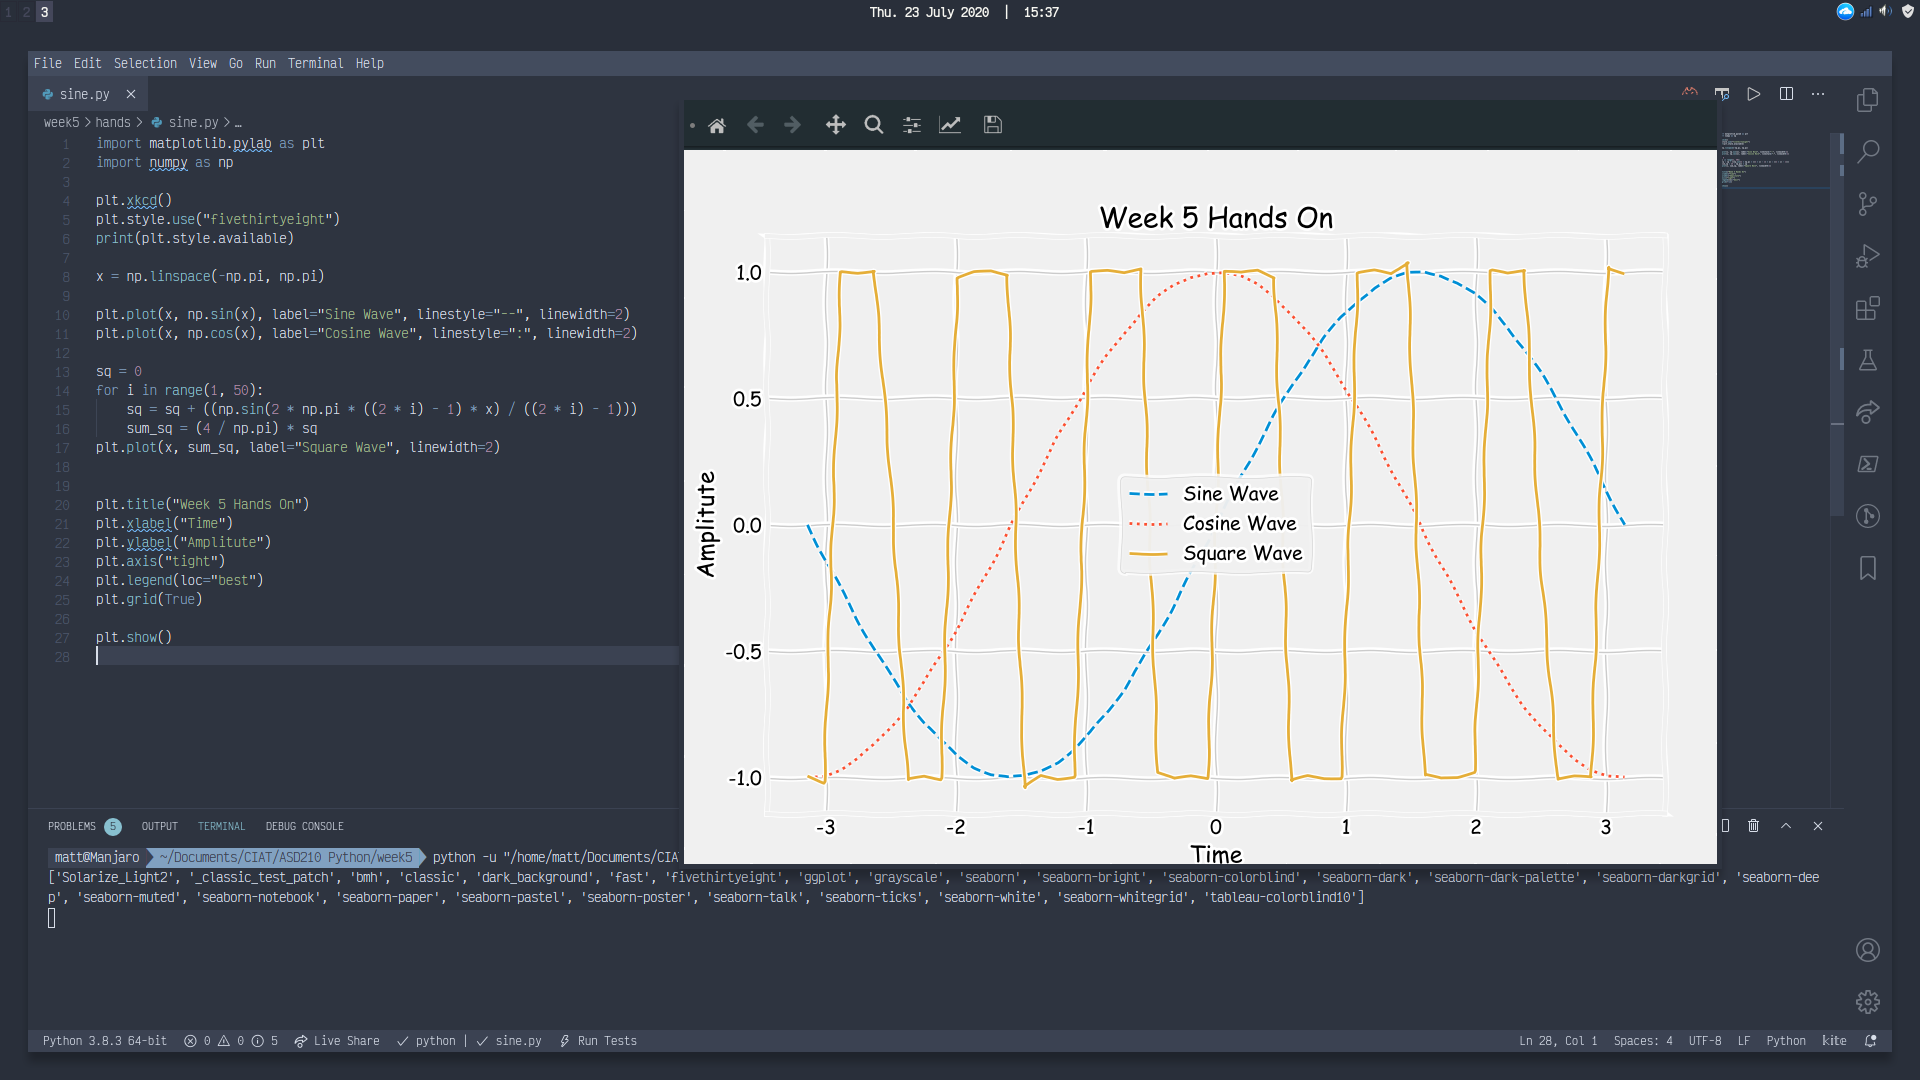 1 2 3
Thu. 23 July 2020 | 15:37
File Edit Selection View Go Run Terminal Help
sine.py
week5 > hands > sine.py > …
1 import matplotlib.pylab as plt
2 import numpy as np
3
4 plt.xkcd()
5 plt.style.use("fivethirtyeight")
6 print(plt.style.available)
7
8 x = np.linspace(-np.pi, np.pi)
9
10 plt.plot(x, np.sin(x), label="Sine Wave", linestyle="--", linewidth=2)
11 plt.plot(x, np.cos(x), label="Cosine Wave", linestyle=":", linewidth=2)
12
13 sq = 0
14 for i in range(1, 50):
15 sq = sq + ((np.sin(2 * np.pi * ((2 * i) - 1) * x) / ((2 * i) - 1)))
16 sum_sq = (4 / np.pi) * sq
17 plt.plot(x, sum_sq, label="Square Wave", linewidth=2)
18
19
20 plt.title("Week 5 Hands On")
21 plt.xlabel("Time")
22 plt.ylabel("Amplitute")
23 plt.axis("tight")
24 plt.legend(loc="best")
25 plt.grid(True)
26
27 plt.show()
28
Week 5 Hands On
1.0
0.5
0.0
-0.5
-1.0
Amplitute
Sine Wave
Cosine Wave
Square Wave
-3 -2 -1 0 1 2 3
Time
PROBLEMS 5 OUTPUT TERMINAL DEBUG CONSOLE
matt@Manjaro ~/Documents/CIAT/ASD210 Python/week5 python -u "/home/matt/Documents/CIA
['Solarize_Light2', '_classic_test_patch', 'bmh', 'classic', 'dark_background', 'fast', 'fivethirtyeight', 'ggplot', 'grayscale', 'seaborn', 'seaborn-bright', 'seaborn-colorblind', 'seaborn-dark', 'seaborn-dark-palette', 'seaborn-darkgrid', 'seaborn-dee
p', 'seaborn-muted', 'seaborn-notebook', 'seaborn-paper', 'seaborn-pastel', 'seaborn-poster', 'seaborn-talk', 'seaborn-ticks', 'seaborn-white', 'seaborn-whitegrid', 'tableau-colorblind10']
Python 3.8.3 64-bit 0 0 5 Live Share python | sine.py Run Tests
Ln 28, Col 1 Spaces: 4 UTF-8 LF Python kite